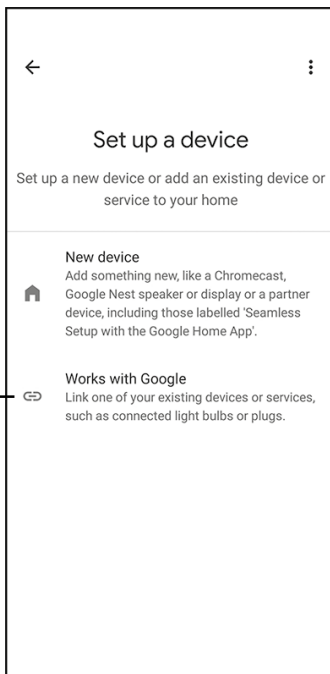 Set up a device
Set up a new device or add an existing device or
service to your home
New device
Add something new, like a Chromecast,
Google Nest speaker or display or a partner
device, including those labelled 'Seamless
Setup with the Google Home App'.
Works with Google
Link one of your existing devices or services,
such as connected light bulbs or plugs.